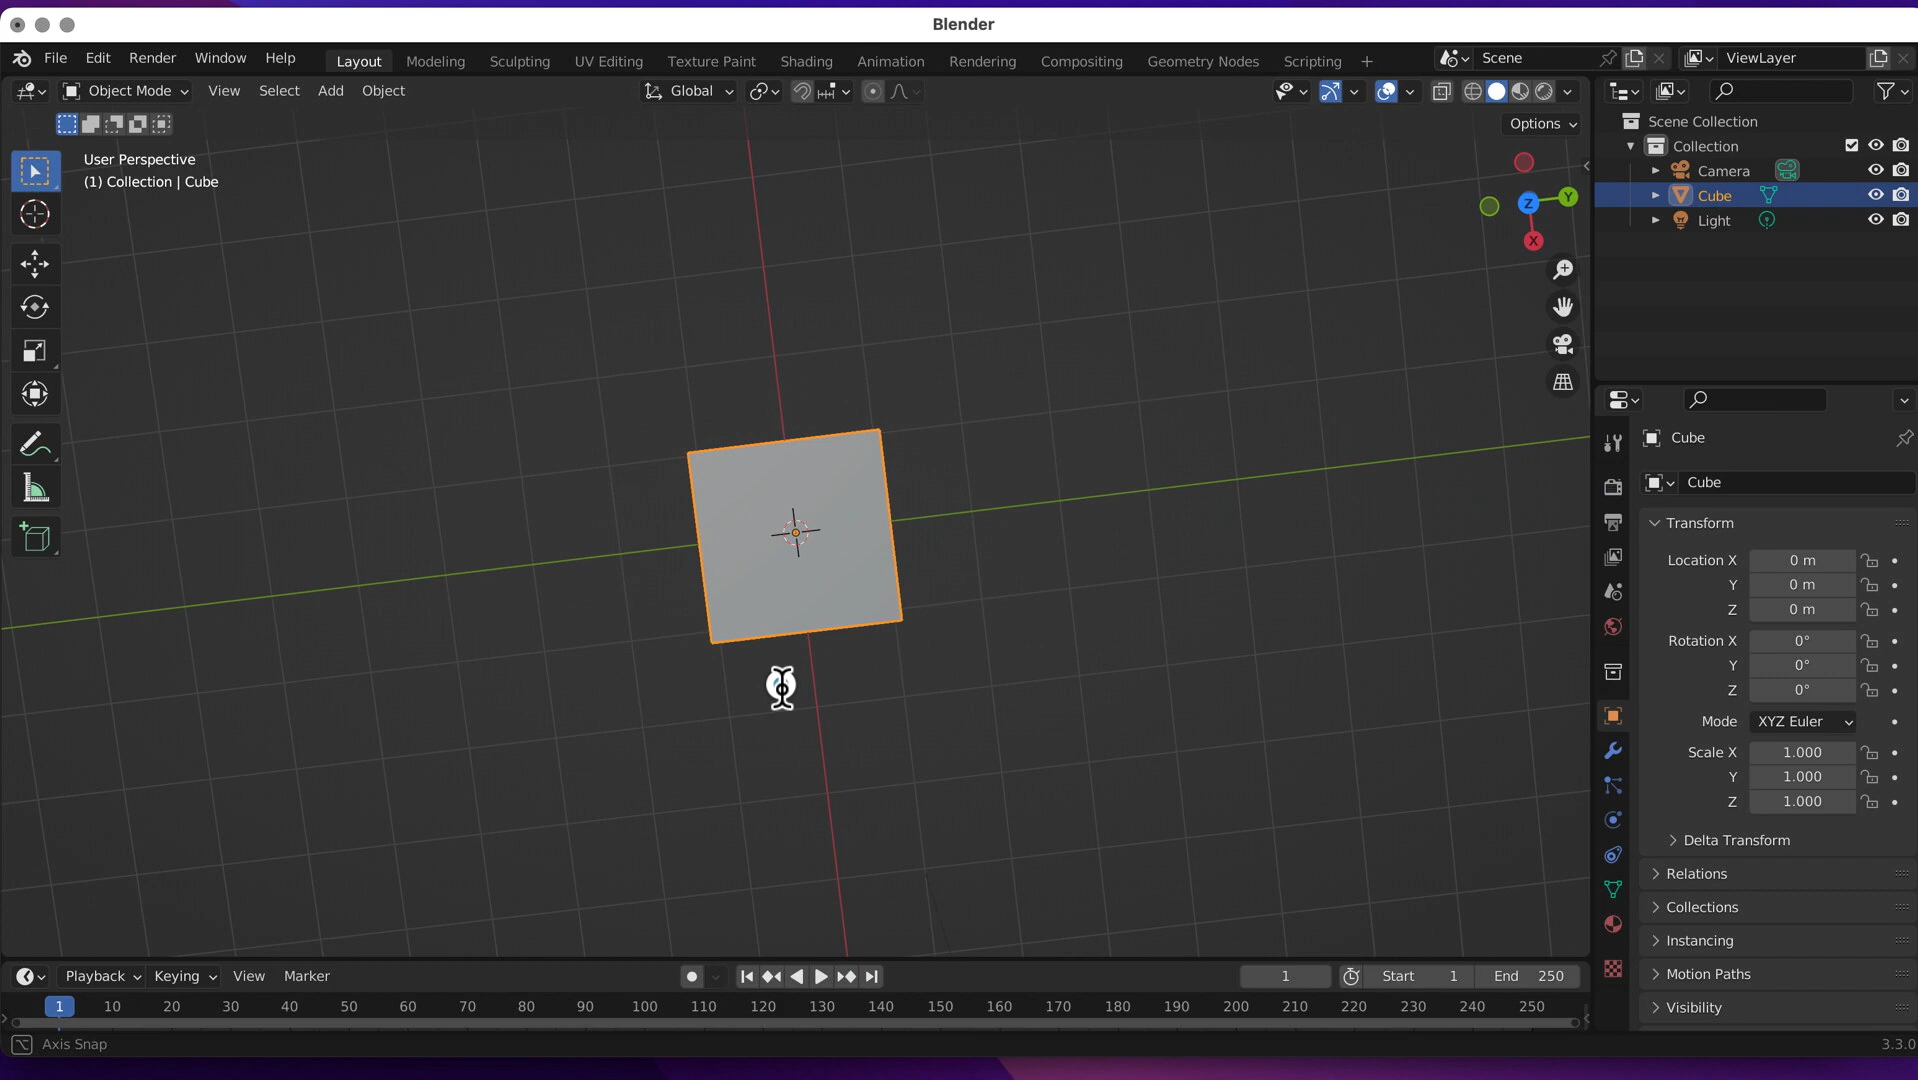 Blender
File Edit Render Window Help Layout Modeling Sculpting UV Editing Texture Paint Shading Animation Rendering Compositing Geometry Nodes Scripting + Scene ViewLayer
Object Mode View Select Add Object Global
Options
User Perspective
(1) Collection | Cube
Y
Z
X
Scene Collection
Collection
Camera
Cube
Light
Cube
Cube
Transform
Location X 0 m
Y 0 m
Z 0 m
Rotation X 0°
Y 0°
Z 0°
Mode XYZ Euler
Scale X 1.000
Y 1.000
Z 1.000
Delta Transform
Relations
Collections
Instancing
Motion Paths
Visibility
Playback Keying View Marker 1 Start 1 End 250
1 10 20 30 40 50 60 70 80 90 100 110 120 130 140 150 160 170 180 190 200 210 220 230 240 250
Axis Snap 3.3.0